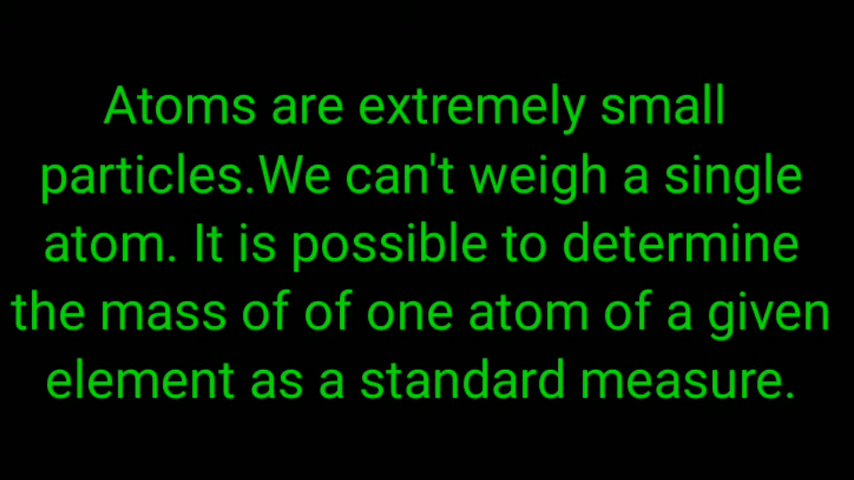 Atoms are extremely small
particles.We can't weigh a single
atom. It is possible to determine
the mass of of one atom of a given
element as a standard measure.